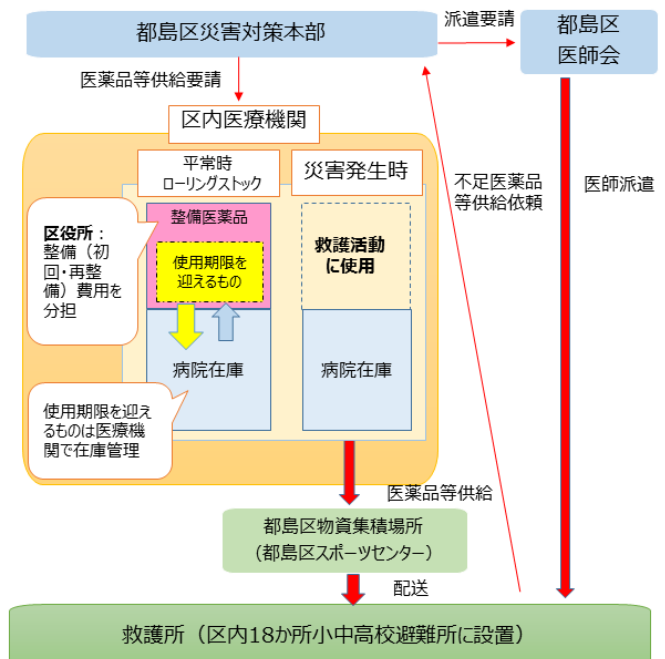 都島区災害対策本部
派遣要請
都島区
医師会
医薬品等供給要請
区内医療機関
平常時
ローリングストック
災害発生時
不足医薬品
等供給依頼
医師派遣
区役所：
整備（初
回・再整
備）費用を
分担
整備医薬品
使用期限を
迎えるもの
救護活動
に使用
病院在庫
病院在庫
使用期限を迎え
るものは医療機
関で在庫管理
医薬品等供給
都島区物資集積場所
（都島区スポーツセンター）
配送
救護所（区内18か所小中高校避難所に設置）